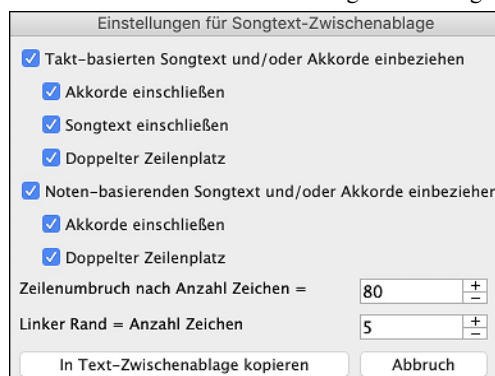 Einstellungen für Songtext-Zwischenablage
Takt-basierten Songtext und/oder Akkorde einbeziehen
Akkorde einschließen
Songtext einschließen
Doppelter Zeilenplatz
Noten-basierenden Songtext und/oder Akkorde einbeziehen
Akkorde einschließen
Doppelter Zeilenplatz
Zeilenumbruch nach Anzahl Zeichen = 80
Linker Rand = Anzahl Zeichen 5
In Text-Zwischenablage kopieren Abbruch